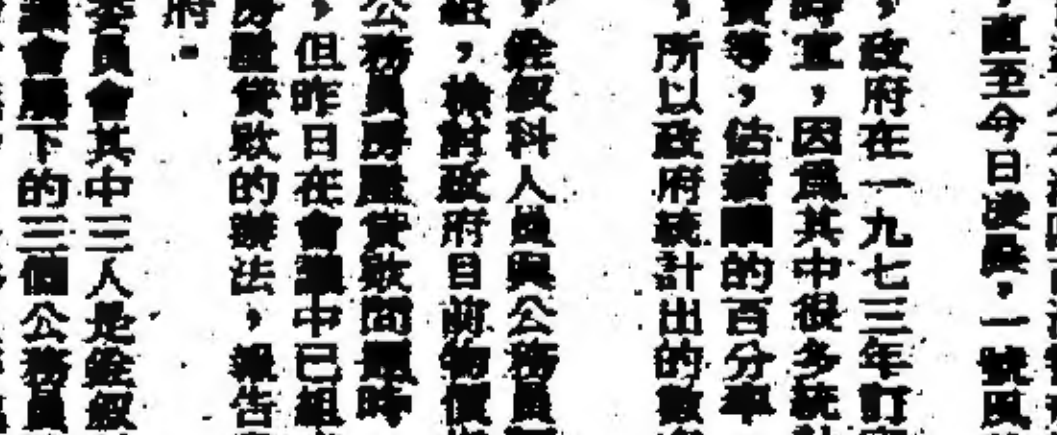 ，直至今日凌晨，一號風
，政府在一九七三年訂
時宜，因爲其中很多統計
費等，估舊的百分率
，所以政府統計出的數
，銓敘科人員與公務員
組，檢討政府目前物價
公務員房屋貸款問題時
，但昨日在會議中已組
房屋貸款的辦法，報告
府。
委員會其中三人是銓敘
會屬下的三個公務員